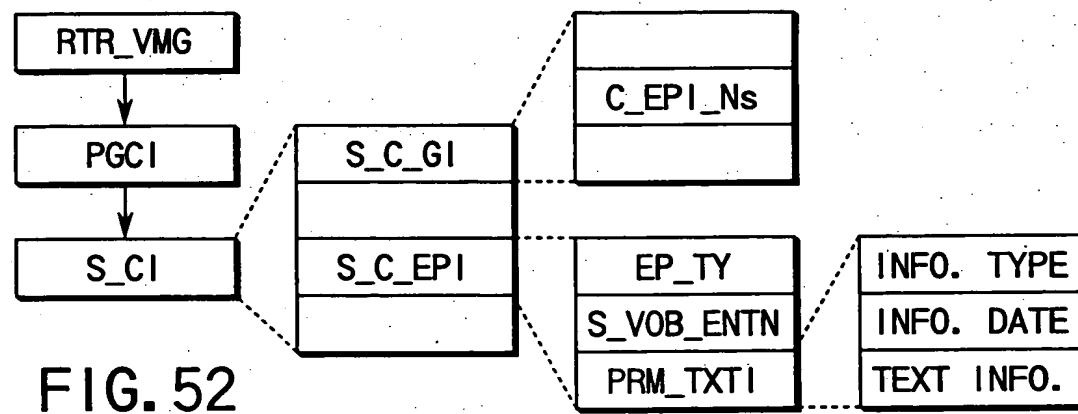 RTR_VMG
PGCI
S_CI
S_C_GI
S_C_EPI
C_EPI_Ns
EP_TY
S_VOB_ENTN
PRM_TXTI
INFO. TYPE
INFO. DATE
TEXT INFO.
FIG. 52